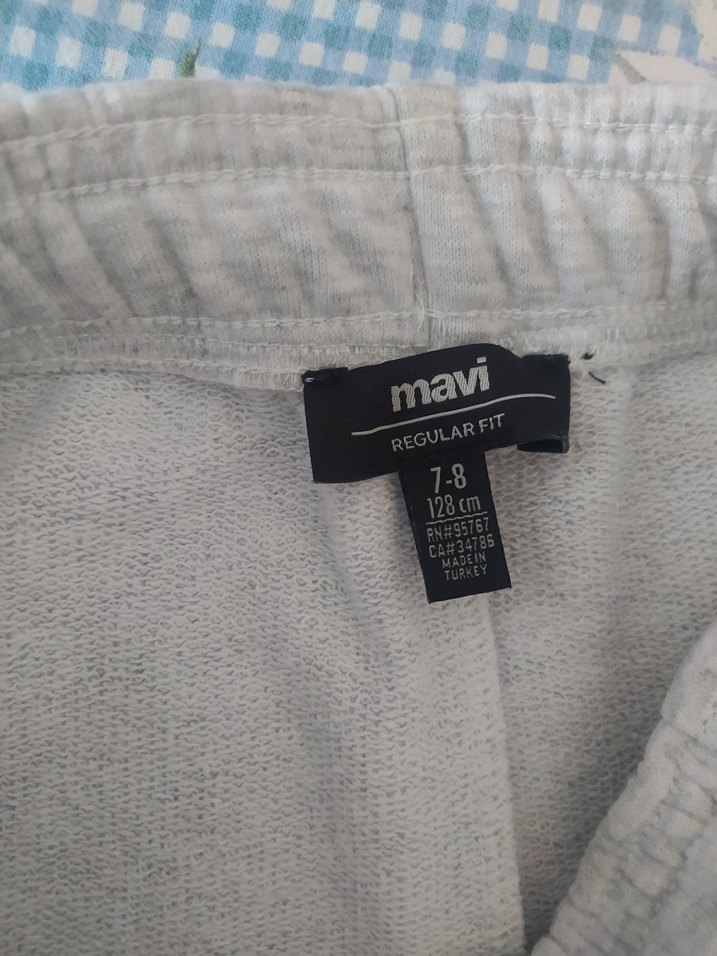 mavi
REGULAR FIT
7-8
128 cm
RN#95767
CA#34786
MADE IN
TURKEY